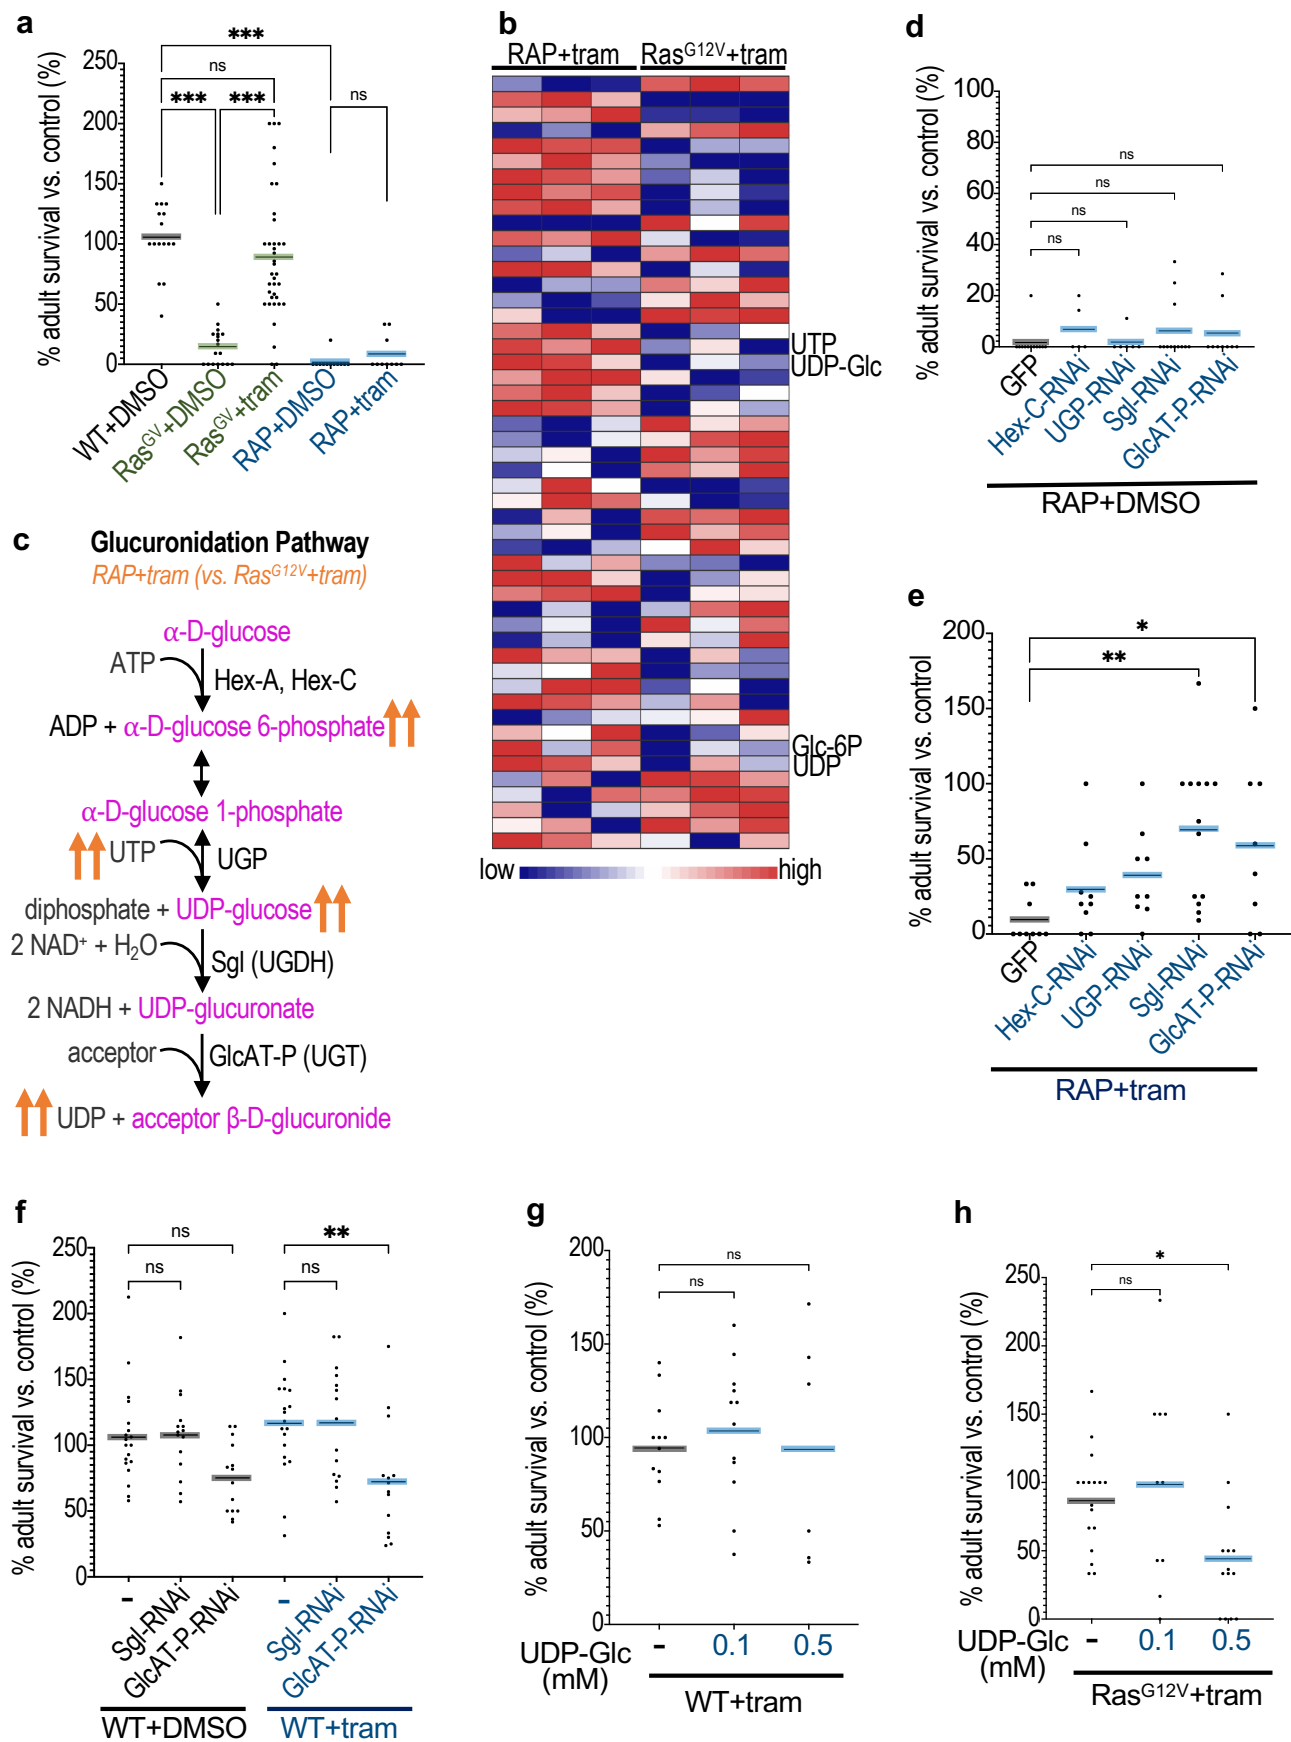 a
% adult survival vs. control (%)
250
200
150
100
50
0
***
ns
***
***
ns
WT+DMSO
Ras^GV+DMSO
Ras^GV+tram
RAP+DMSO
RAP+tram
b
RAP+tram
Ras^G12V+tram
UTP
UDP-Glc
Glc-6P
UDP
low
high
c
Glucuronidation Pathway
RAP+tram (vs. Ras^G12V+tram)
α-D-glucose
ATP
Hex-A, Hex-C
ADP + α-D-glucose 6-phosphate
α-D-glucose 1-phosphate
UTP
UGP
diphosphate + UDP-glucose
2 NAD⁺ + H₂O
Sgl (UGDH)
2 NADH + UDP-glucuronate
acceptor
GlcAT-P (UGT)
UDP + acceptor β-D-glucuronide
d
% adult survival vs. control (%)
100
80
60
40
20
0
ns
ns
ns
ns
GFP
Hex-C-RNAi
UGP-RNAi
Sgl-RNAi
GlcAT-P-RNAi
RAP+DMSO
e
% adult survival vs. control
200
150
100
50
0
*
**
GFP
Hex-C-RNAi
UGP-RNAi
Sgl-RNAi
GlcAT-P-RNAi
RAP+tram
f
% adult survival vs. control (%)
250
200
150
100
50
0
ns
ns
**
ns
-
Sgl-RNAi
GlcAT-P-RNAi
-
Sgl-RNAi
GlcAT-P-RNAi
WT+DMSO
WT+tram
g
% adult survival vs. control (%)
200
150
100
50
0
ns
ns
UDP-Glc
(mM)
-
0.1
0.5
WT+tram
h
% adult survival vs. control (%)
250
200
150
100
50
0
*
ns
UDP-Glc
(mM)
-
0.1
0.5
Ras^G12V+tram